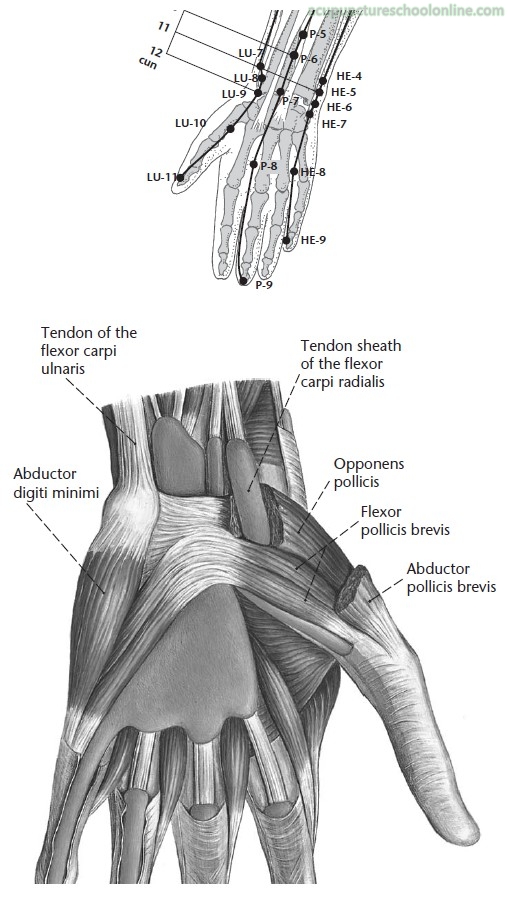 acupunctureschoolonline.com
11
12
cun
P-5
P-6
LU-7
LU-8
LU-9
P-7
HE-4
HE-5
HE-6
HE-7
LU-10
LU-11
P-8
HE-8
HE-9
P-9
Tendon of the
flexor carpi
ulnaris
Tendon sheath
of the flexor
carpi radialis
Abductor
digiti minimi
Opponens
pollicis
Flexor
pollicis brevis
Abductor
pollicis brevis